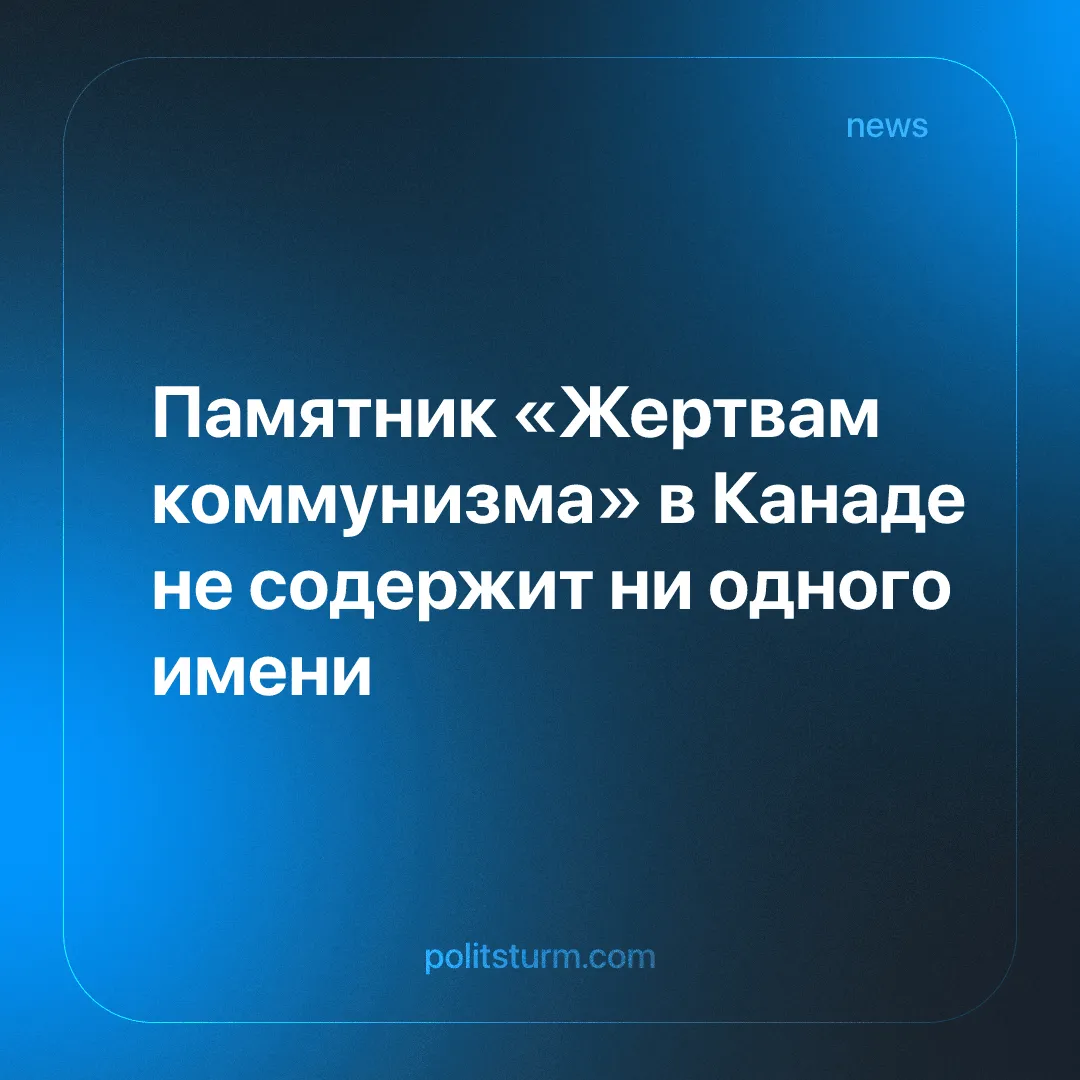 news
Памятник «Жертвам
коммунизма» в Канаде
не содержит ни одного
имени
politsturm.com